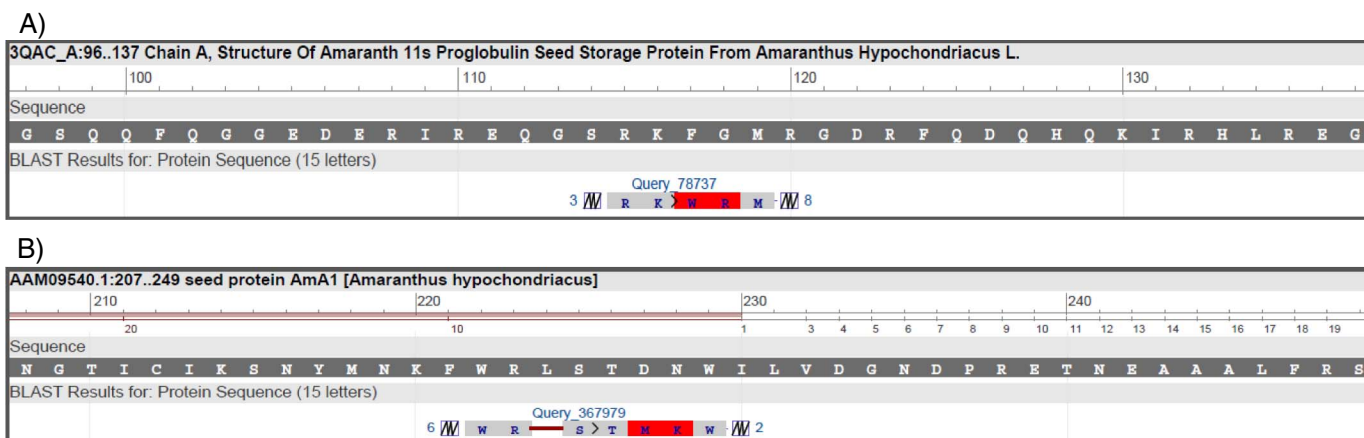 A)
3QAC_A:96..137 Chain A, Structure Of Amaranth 11s Proglobulin Seed Storage Protein From Amaranthus Hypochondriacus L.
100 110 120 130
Sequence
G S Q Q F Q G G E D E R I R E Q G S R K F G M R G D R F Q D Q H Q K I R H L R E G
BLAST Results for: Protein Sequence (15 letters)
Query_78737
3 R K W R M 8
B)
AAM09540.1:207..249 seed protein AmA1 [Amaranthus hypochondriacus]
210 220 230 240
20 10 1 3 4 5 6 7 8 9 10 11 12 13 14 15 16 17 18 19
Sequence
N G T I C I K S N Y M N K F W R L S T D N W I L V D G N D P R E T N E A A A L F R S
BLAST Results for: Protein Sequence (15 letters)
Query_367979
6 W R S T M K W 2